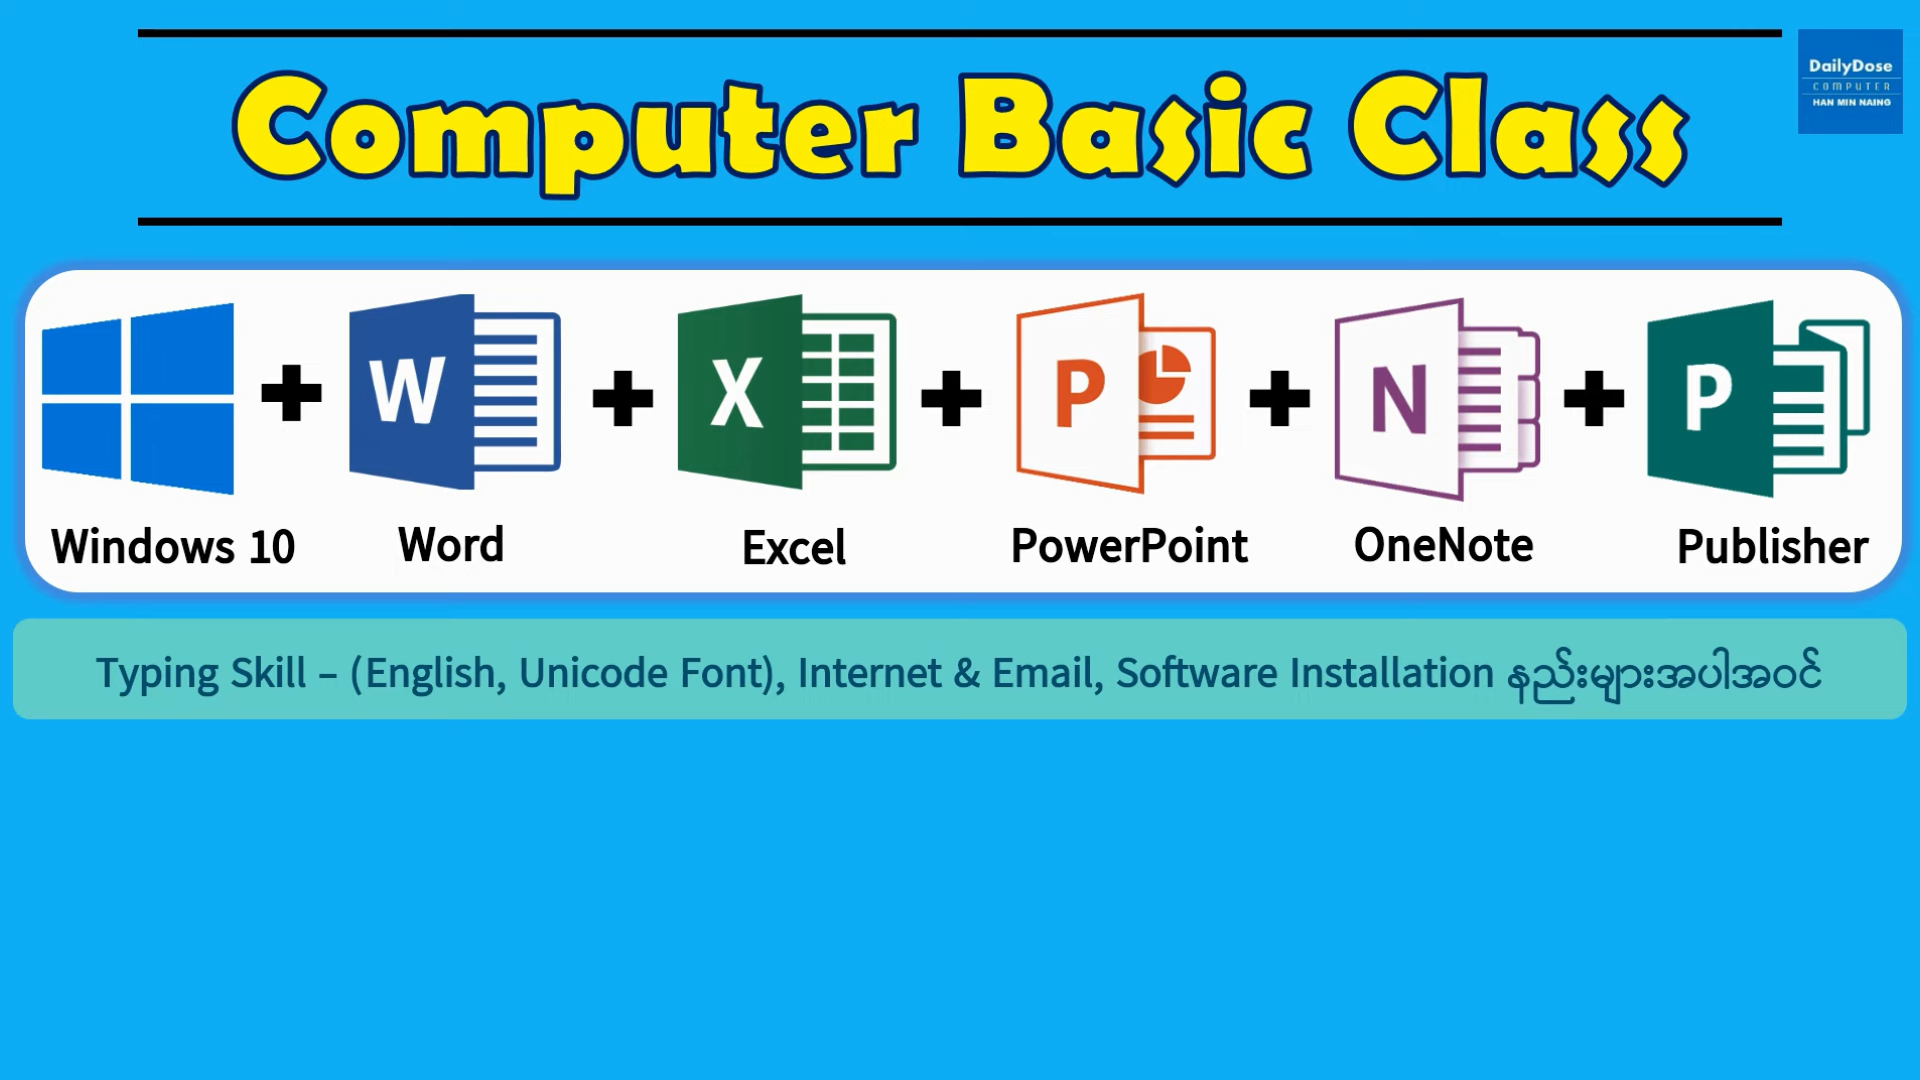 Computer Basic Class
DailyDose
COMPUTER
HAN MIN NAING
W
X
P
N
P
Windows 10
Word
Excel
PowerPoint
OneNote
Publisher
Typing Skill – (English, Unicode Font), Internet & Email, Software Installation နည်းများအပါအဝင်